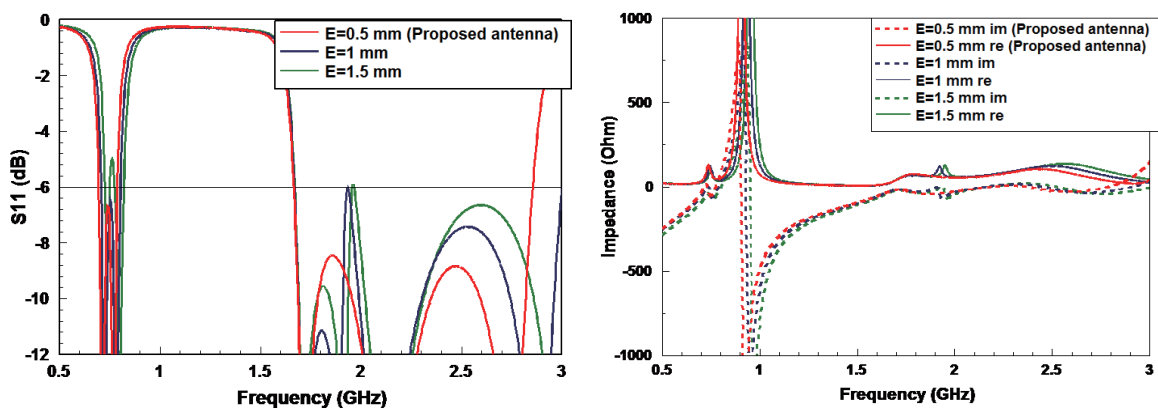 0
-2
-4
-6
-8
-10
-12
S11 (dB)
E=0.5 mm (Proposed antenna)
E=1 mm
E=1.5 mm
0.5
1
1.5
2
2.5
3
Frequency (GHz)
1000
500
0
-500
-1000
Impedance (Ohm)
E=0.5 mm im (Proposed antenna)
E=0.5 mm re (Proposed antenna)
E=1 mm im
E=1 mm re
E=1.5 mm im
E=1.5 mm re
0.5
1
1.5
2
2.5
3
Frequency (GHz)